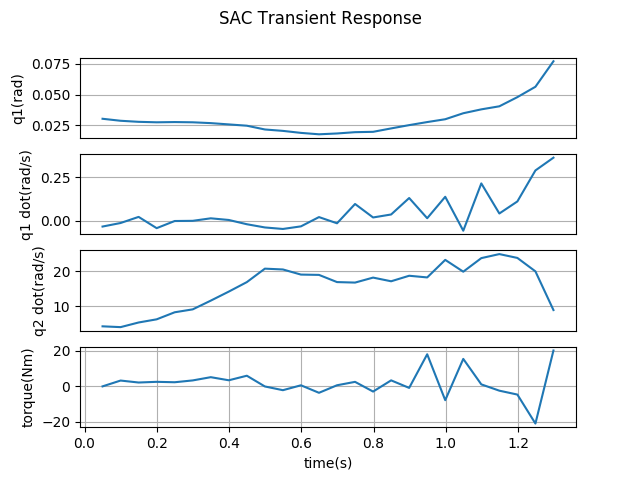 SAC Transient Response
0.075
0.050
0.025
q1(rad)
0.25
0.00
q1 dot(rad/s)
20
10
q2 dot(rad/s)
20
0
−20
torque(Nm)
0.0 0.2 0.4 0.6 0.8 1.0 1.2
time(s)